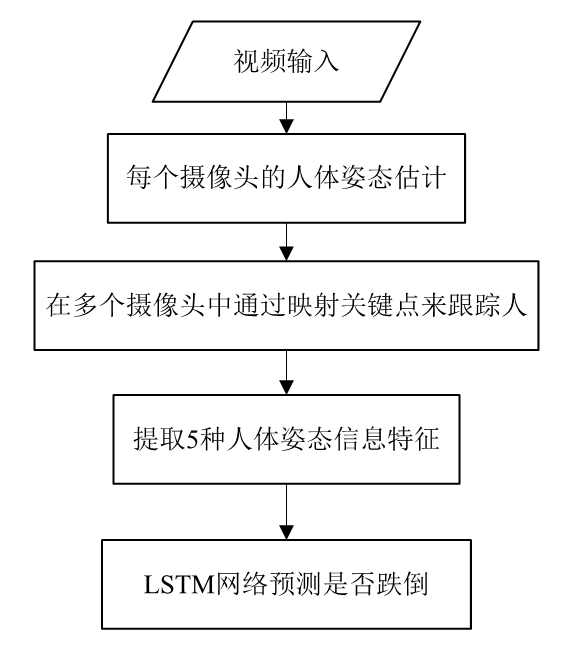 视频输入
每个摄像头的人体姿态估计
在多个摄像头中通过映射关键点来跟踪人
提取5种人体姿态信息特征
LSTM网络预测是否跌倒